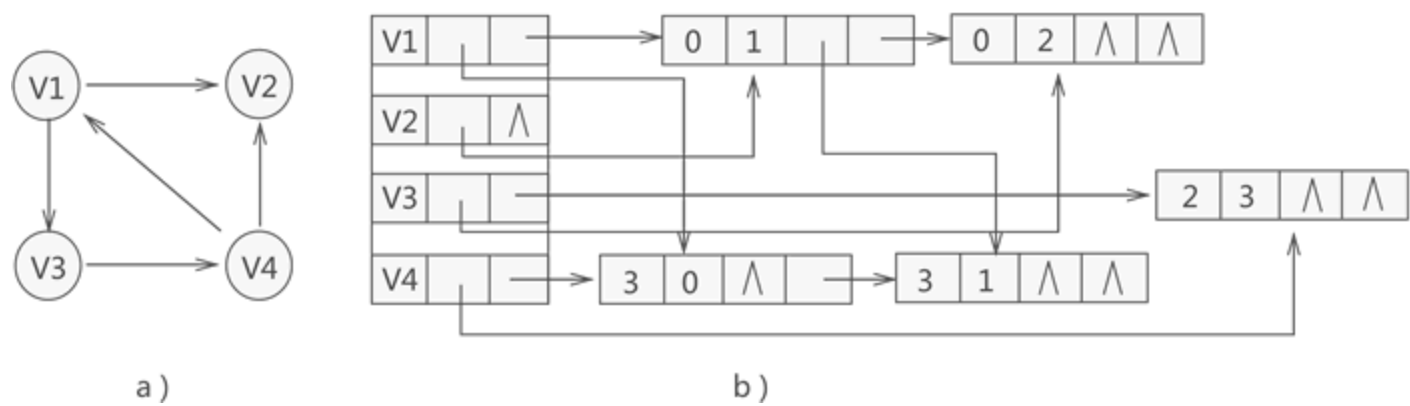 V1 V2
V3 V4
a )
V1 0 1 0 2 ∧ ∧
V2 ∧
V3 2 3 ∧ ∧
V4 3 0 ∧ 3 1 ∧ ∧
b )